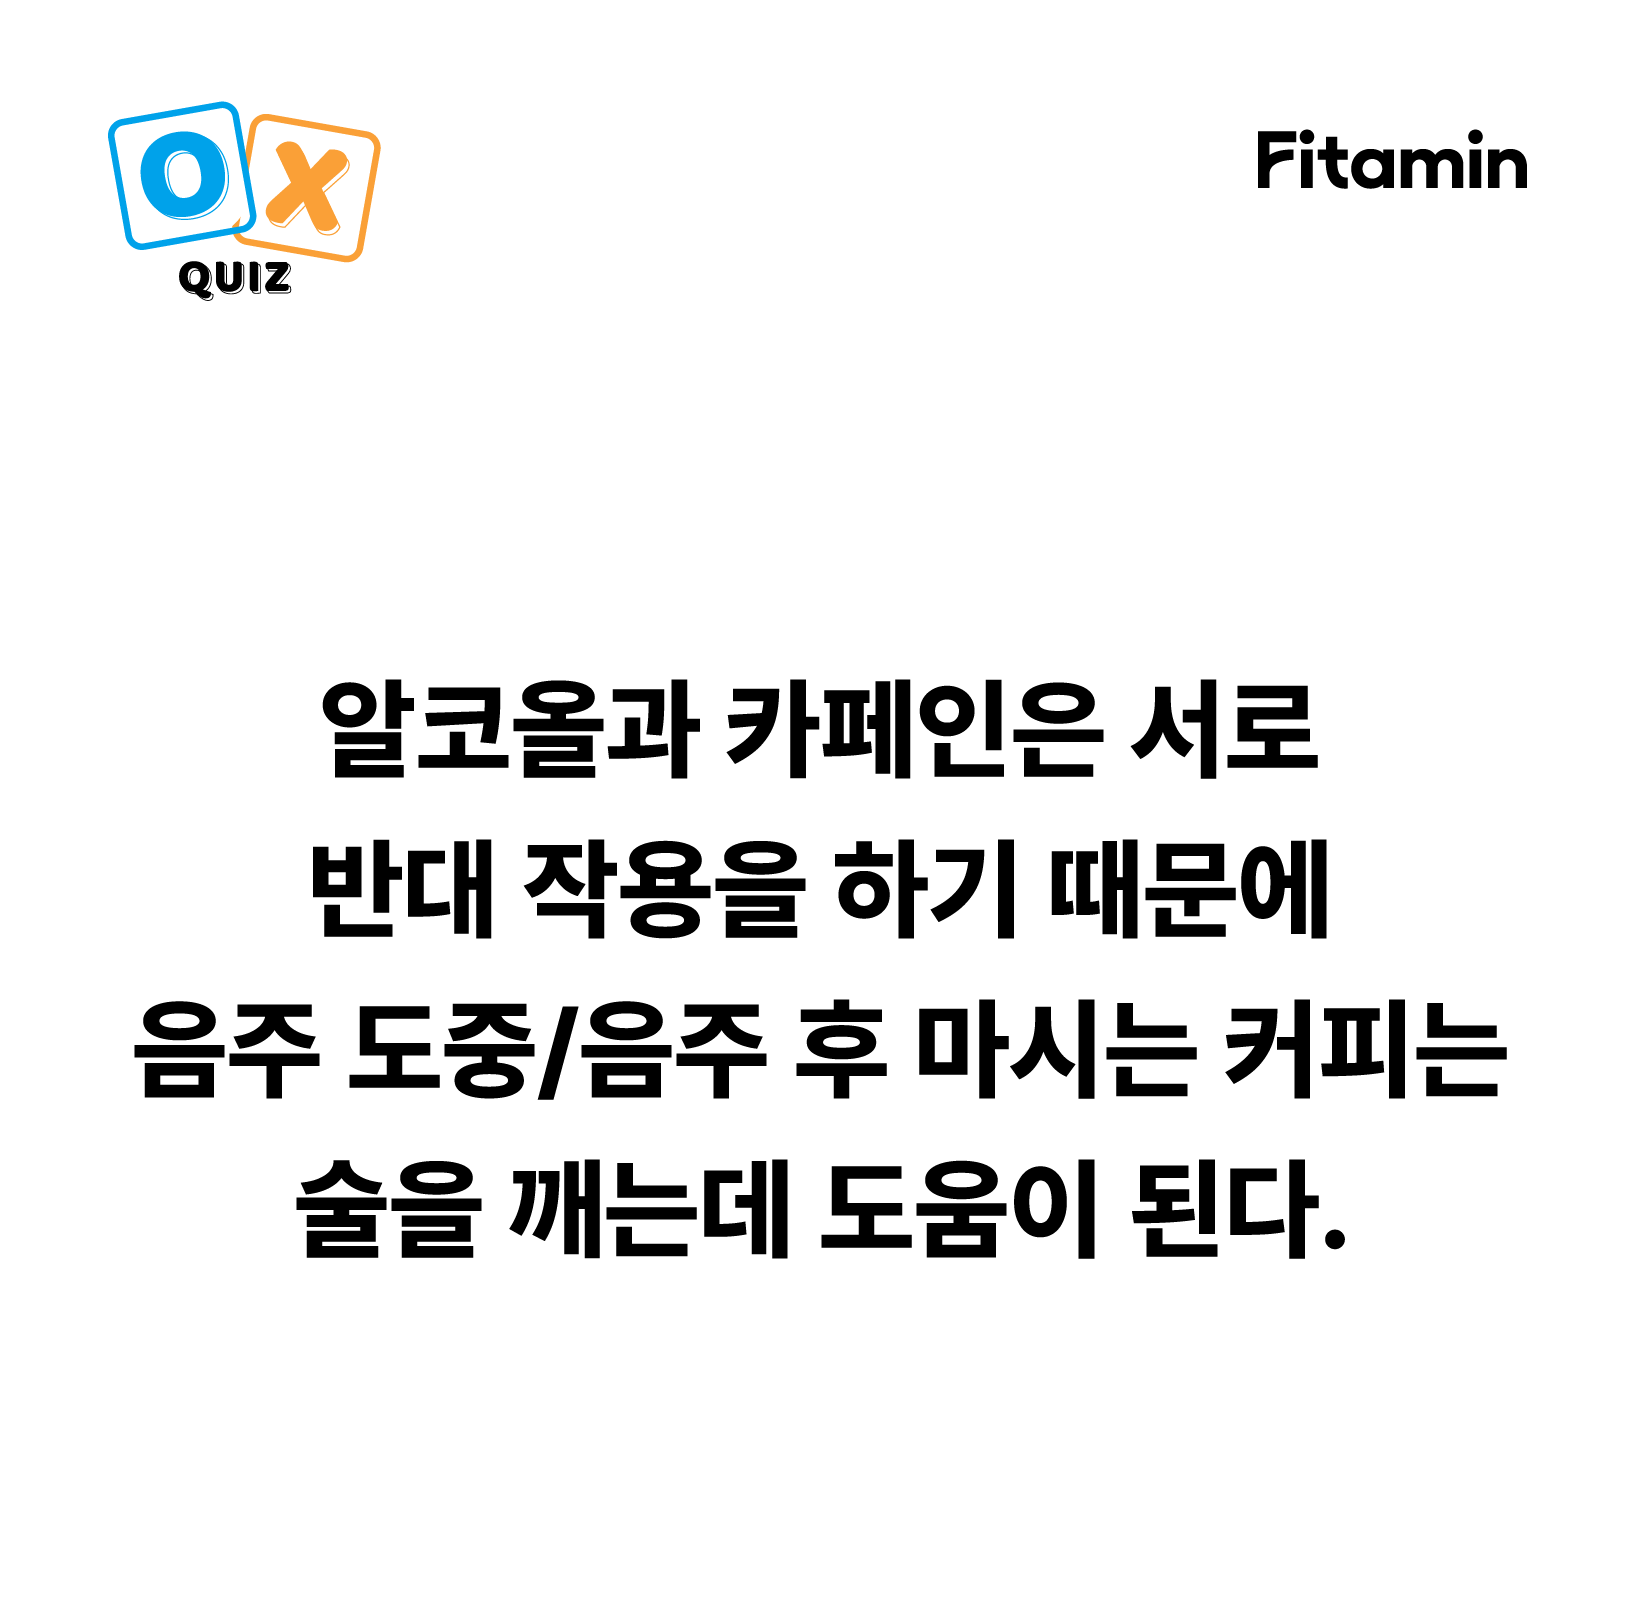 OX
QUIZ
Fitamin
알코올과 카페인은 서로
반대 작용을 하기 때문에
음주 도중/음주 후 마시는 커피는
술을 깨는데 도움이 된다.